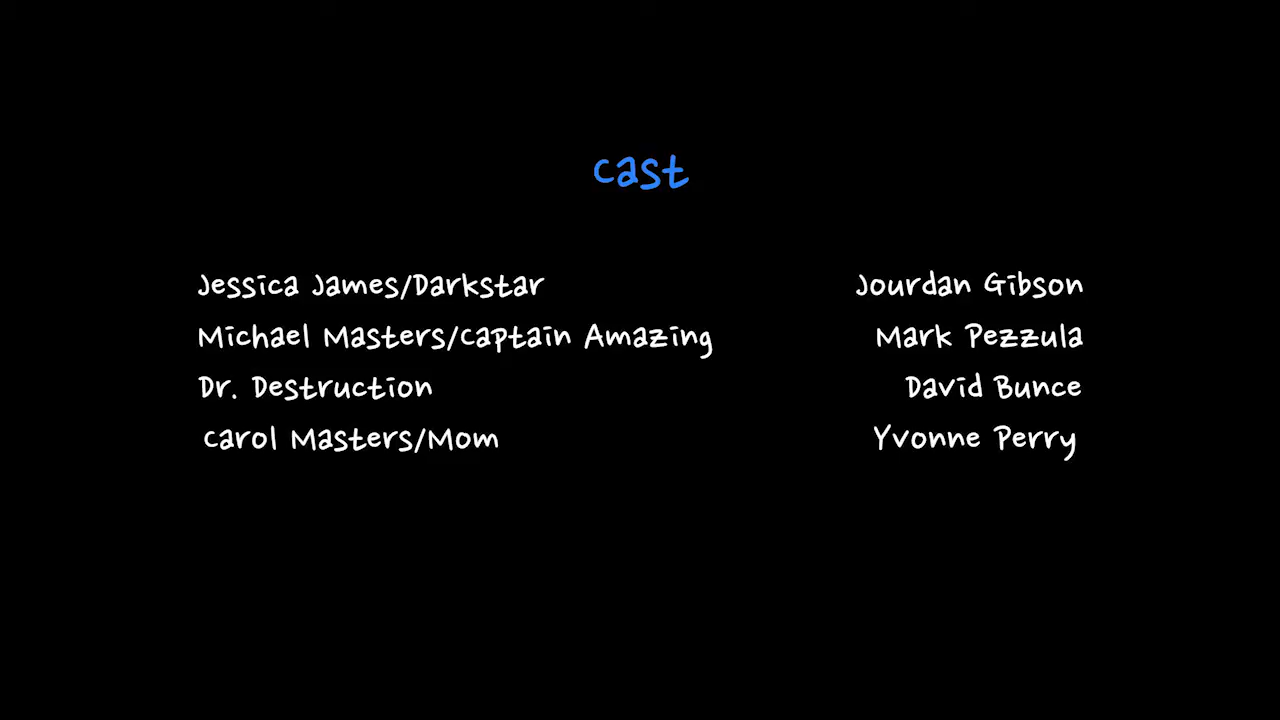 cast
Jessica James/Darkstar Jourdan Gibson
Michael Masters/Captain Amazing Mark Pezzula
Dr. Destruction David Bunce
Carol Masters/Mom Yvonne Perry